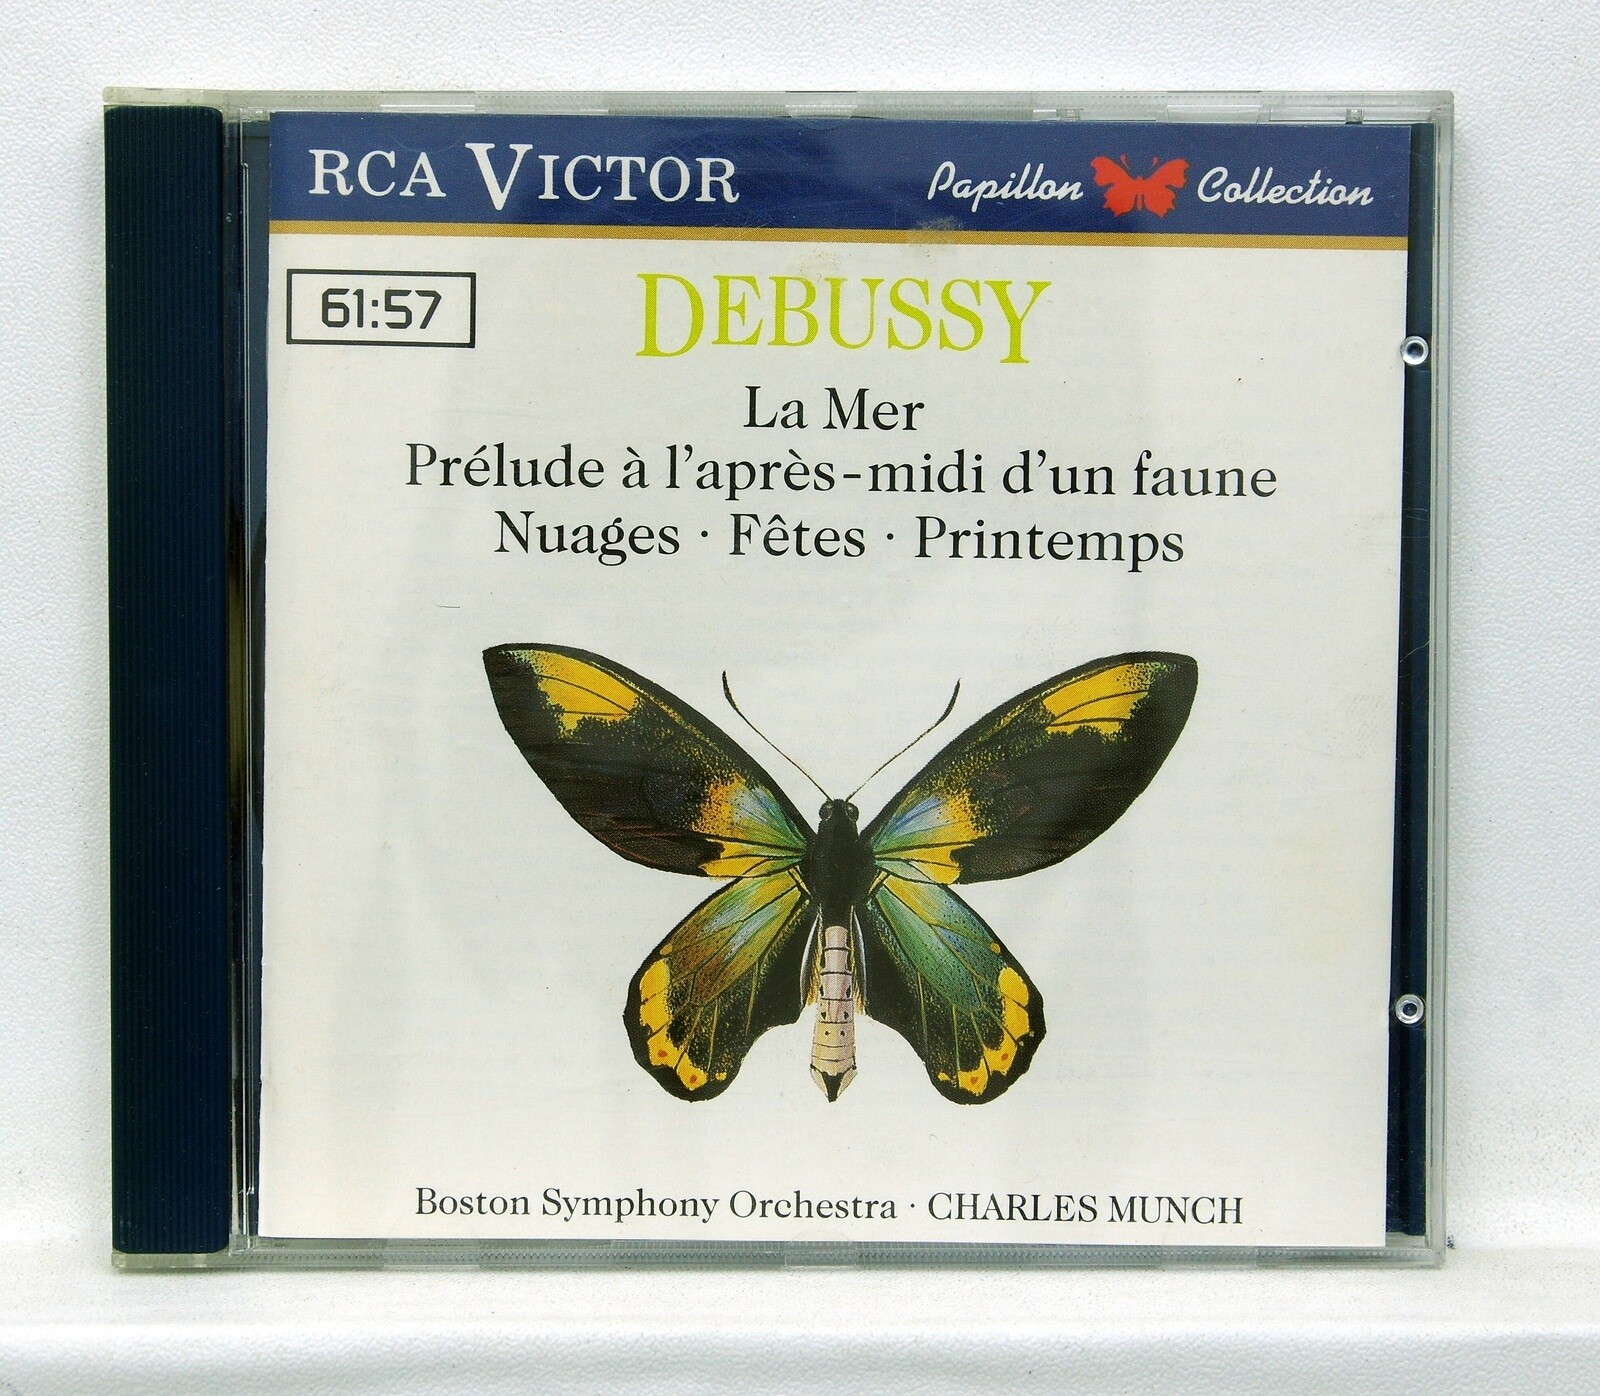 RCA VICTOR
Papillon Collection
61:57
DEBUSSY
La Mer
Prélude à l'après-midi d'un faune
Nuages · Fêtes · Printemps
Boston Symphony Orchestra · CHARLES MUNCH